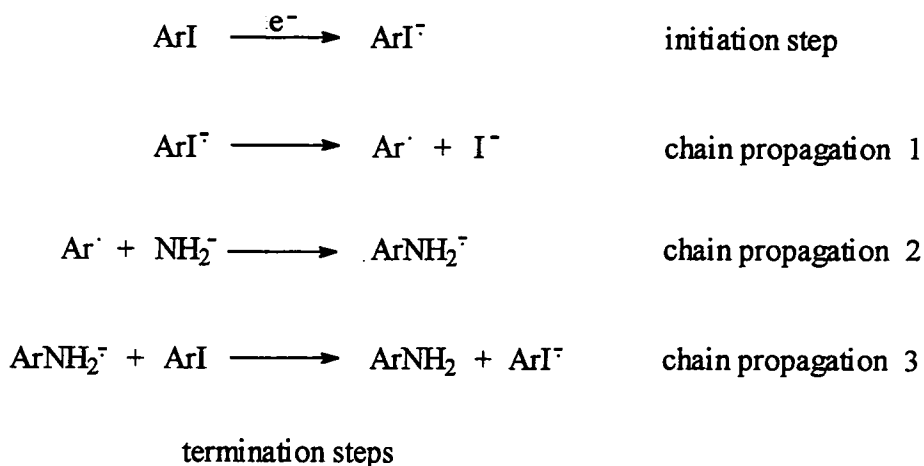 e⁻
ArI ⟶ ArI⁻· initiation step
ArI⁻· ⟶ Ar· + I⁻ chain propagation 1
Ar· + NH₂⁻ ⟶ ArNH₂⁻· chain propagation 2
ArNH₂⁻· + ArI ⟶ ArNH₂ + ArI⁻· chain propagation 3
termination steps